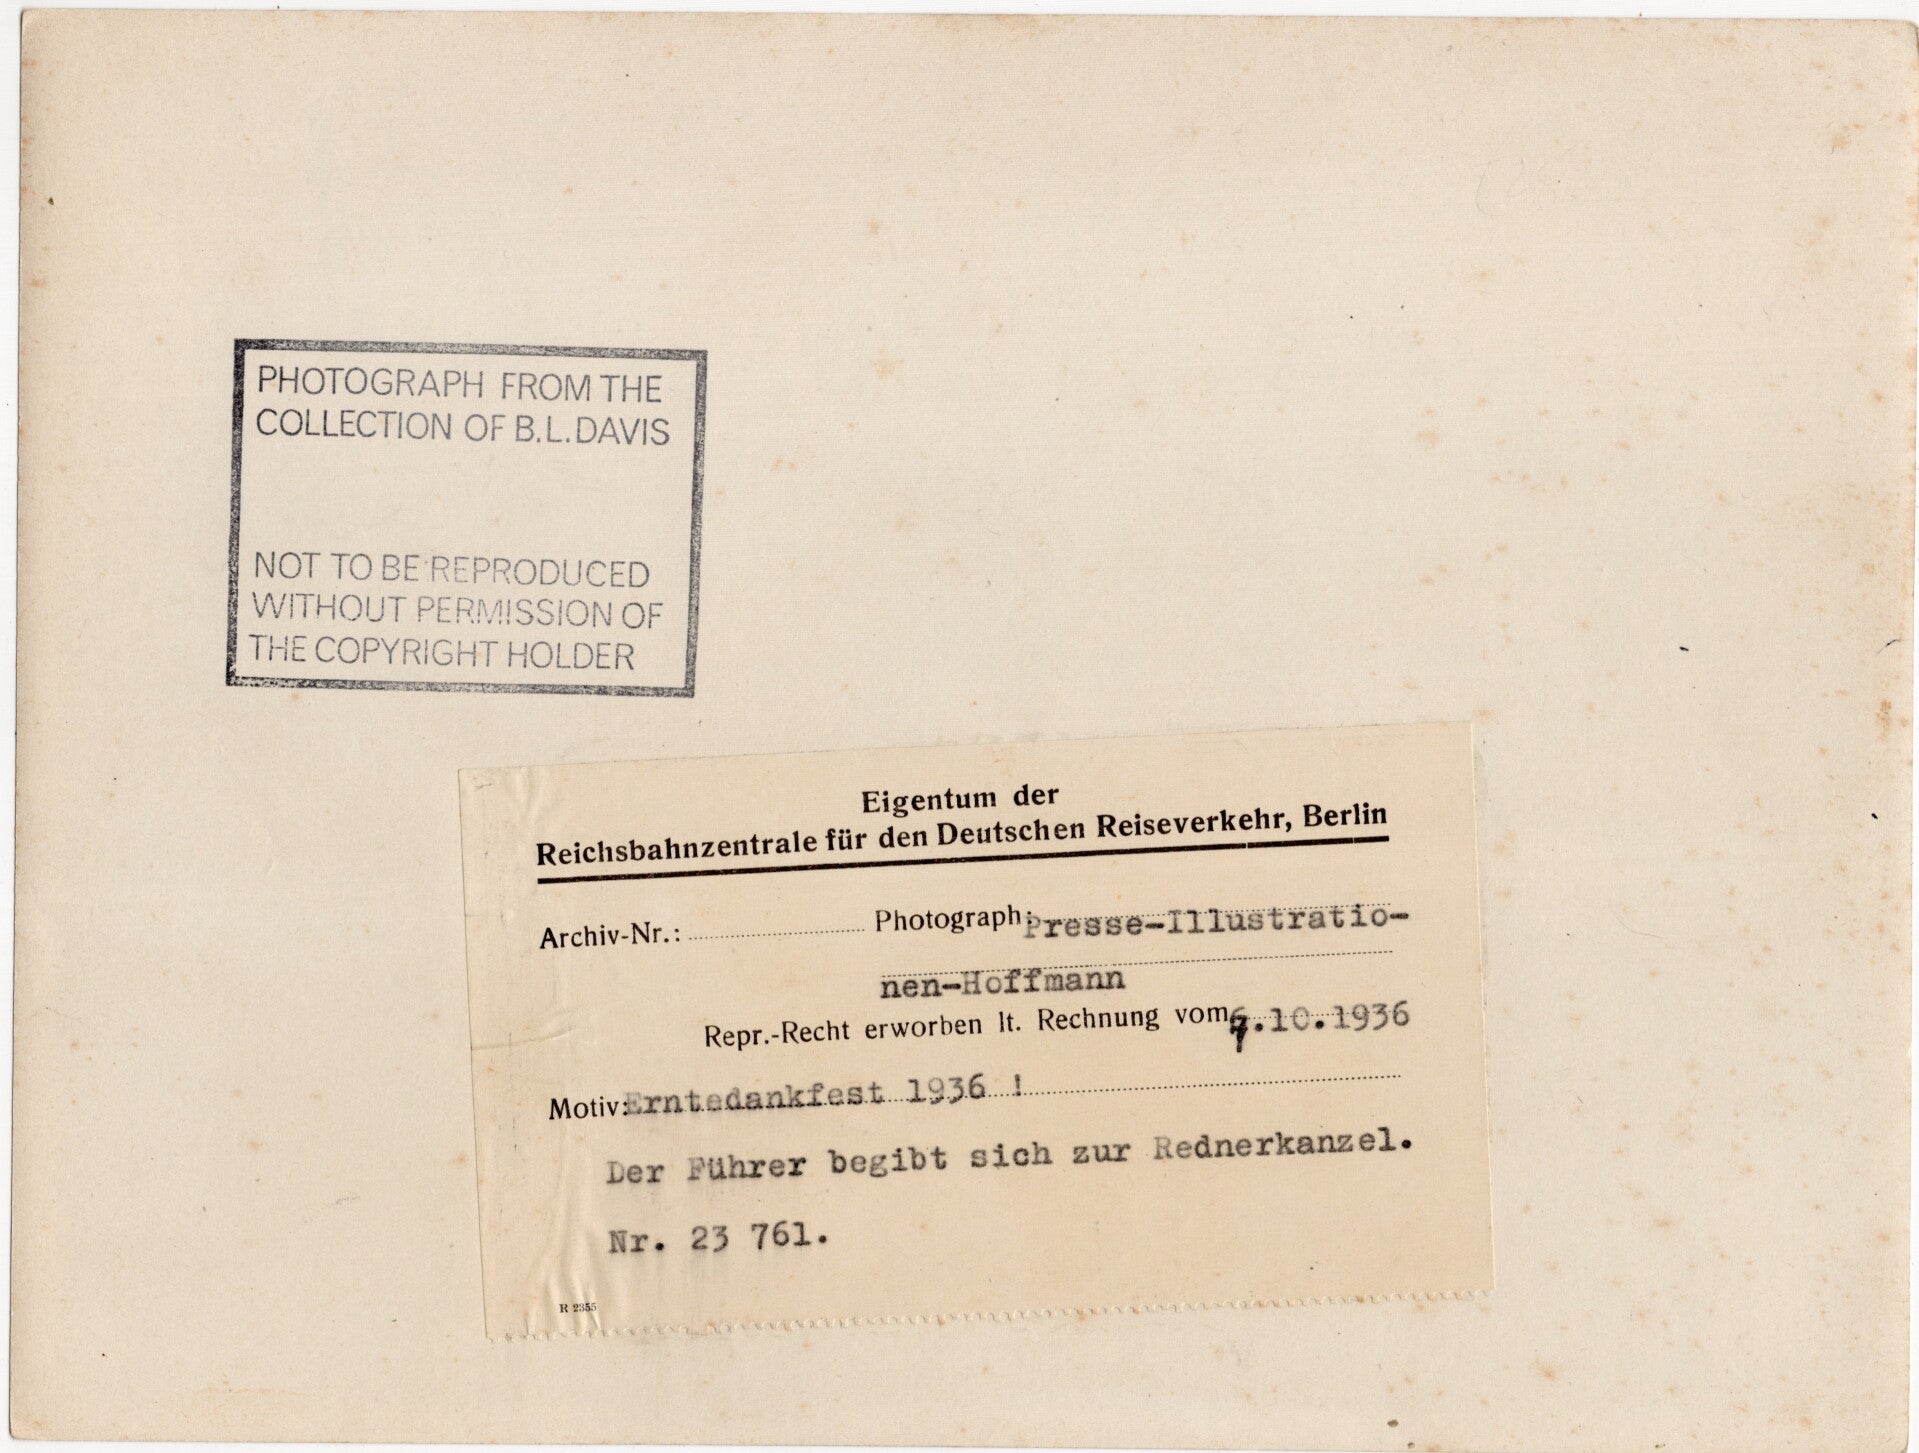 PHOTOGRAPH FROM THE
COLLECTION OF B.L.DAVIS
NOT TO BE REPRODUCED
WITHOUT PERMISSION OF
THE COPYRIGHT HOLDER
Eigentum der
Reichsbahnzentrale für den Deutschen Reiseverkehr, Berlin
Archiv-Nr.: Photograph: Presse-Illustratio-
nen-Hoffmann
Repr.-Recht erworben lt. Rechnung vom 7.10.1936
Motiv: Erntedankfest 1936 !
Der Führer begibt sich zur Rednerkanzel.
Nr. 23 761.
R 2355